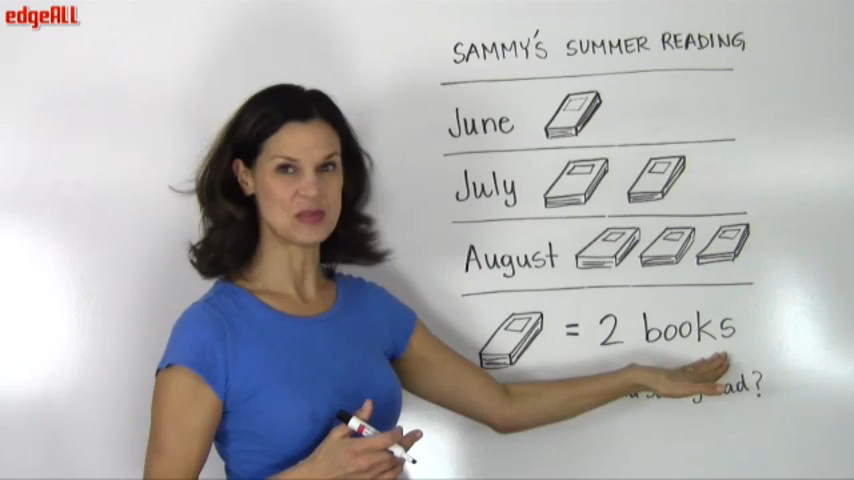 edgeALL
SAMMY'S SUMMER READING
June
July
August
= 2 books